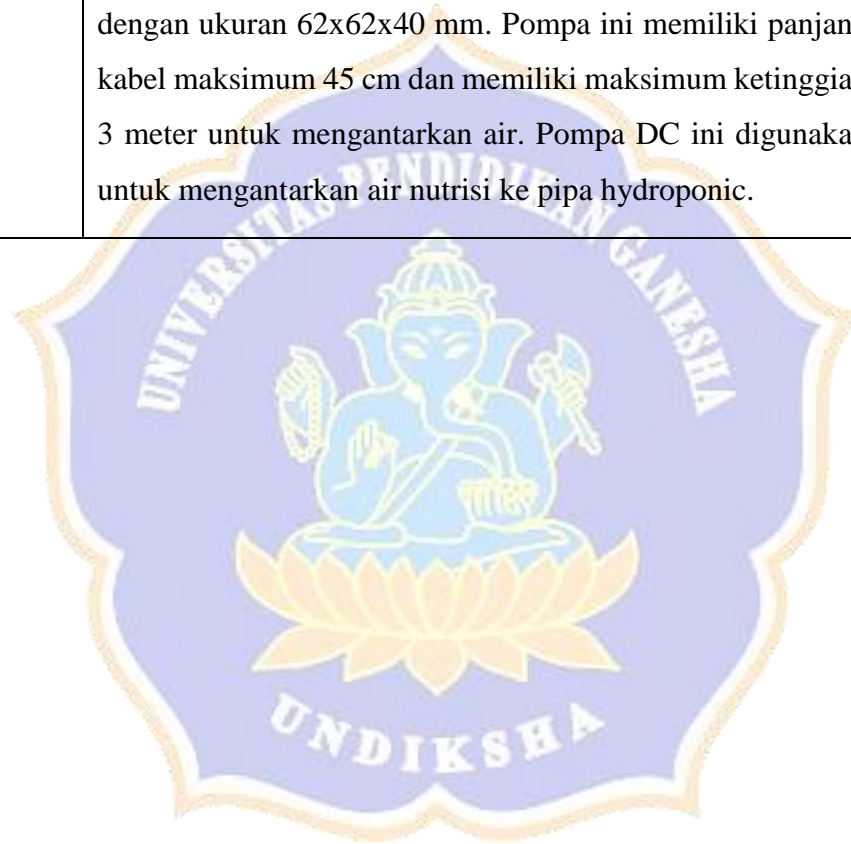 dengan ukuran 62x62x40 mm. Pompa ini memiliki panjan
kabel maksimum 45 cm dan memiliki maksimum ketinggia
3 meter untuk mengantarkan air. Pompa DC ini digunaka
untuk mengantarkan air nutrisi ke pipa hydroponic.
UNIVERSITAS PENDIDIKAN GANESHA
UNDIKSHA